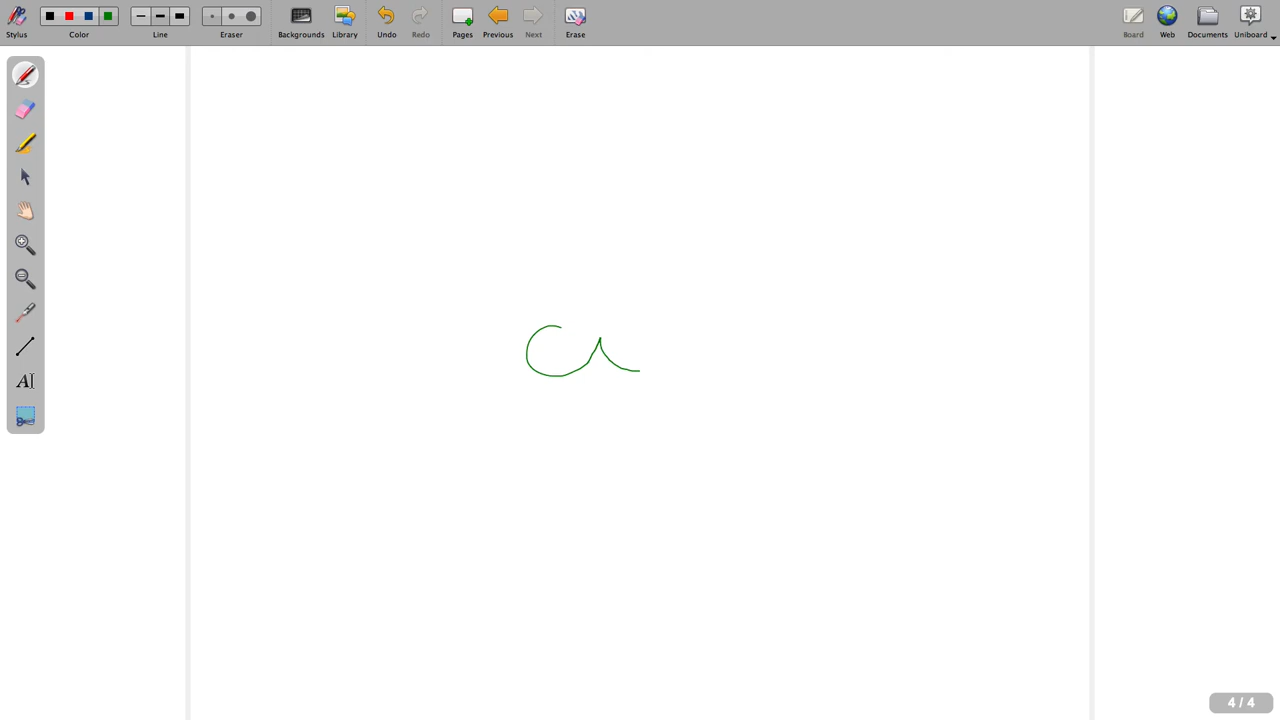 Stylus
Color
Line
Eraser
Backgrounds
Library
Undo
Redo
Pages
Previous
Next
Erase
Board
Web
Documents
Uniboard
A
4 / 4